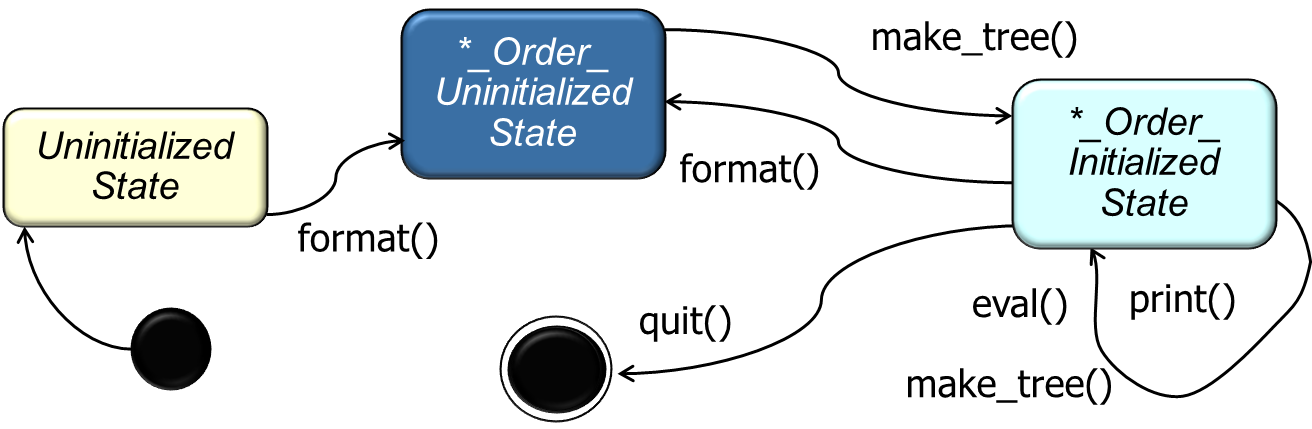 *_Order_
Uninitialized
State
make_tree()
*_Order_
Initialized
State
Uninitialized
State
format()
format()
eval()
print()
quit()
make_tree()